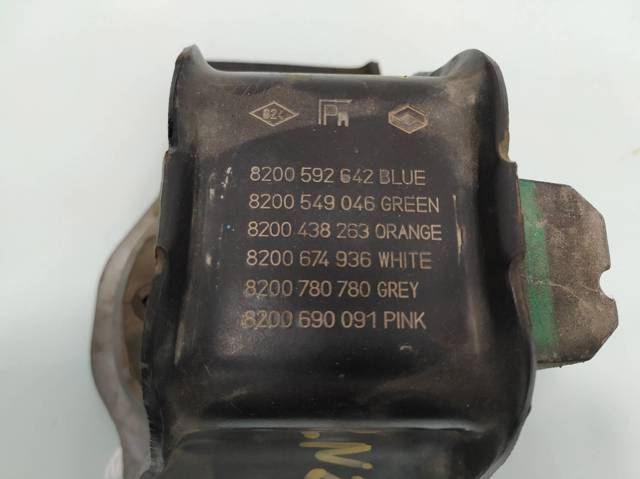 824
8200 592 642 BLUE
8200 549 046 GREEN
8200 438 263 ORANGE
8200 674 936 WHITE
8200 780 780 GREY
8200 690 091 PINK